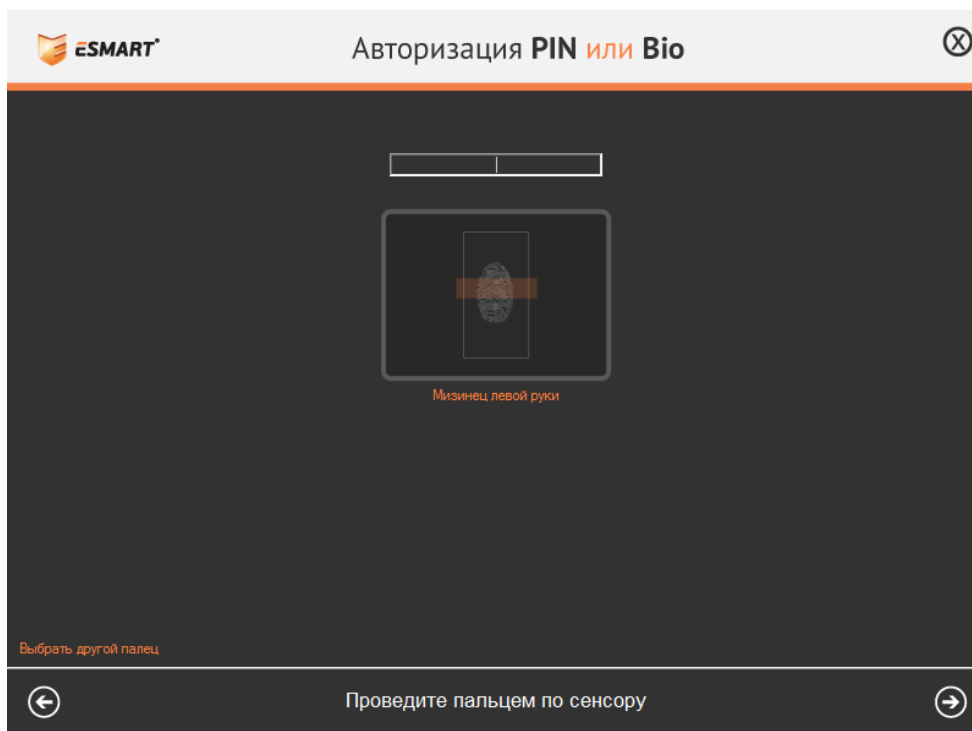 ESMART
Авторизация PIN или Bio
Мизинец левой руки
Выбрать другой палец
Проведите пальцем по сенсору